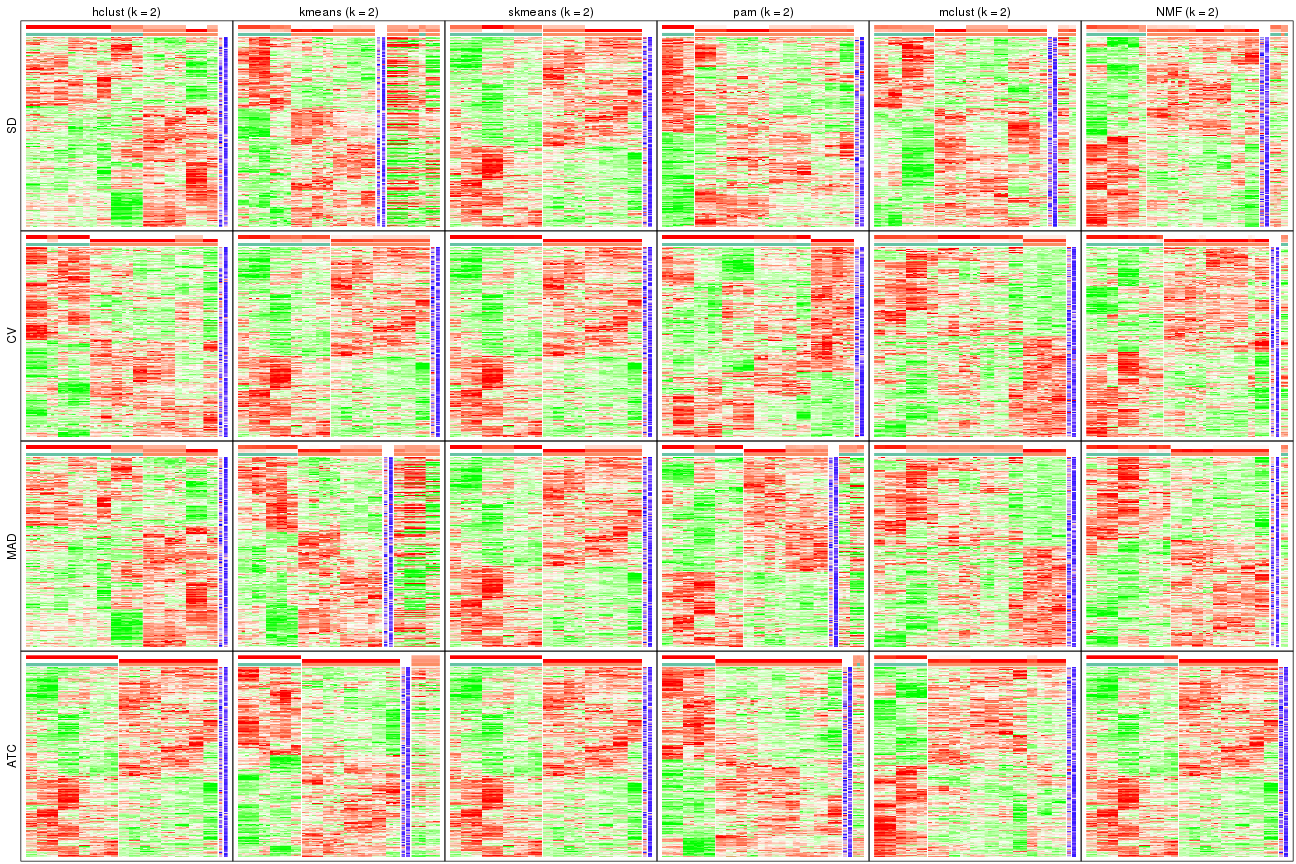 hclust (k = 2)
kmeans (k = 2)
skmeans (k = 2)
pam (k = 2)
mclust (k = 2)
NMF (k = 2)
SD
CV
MAD
ATC